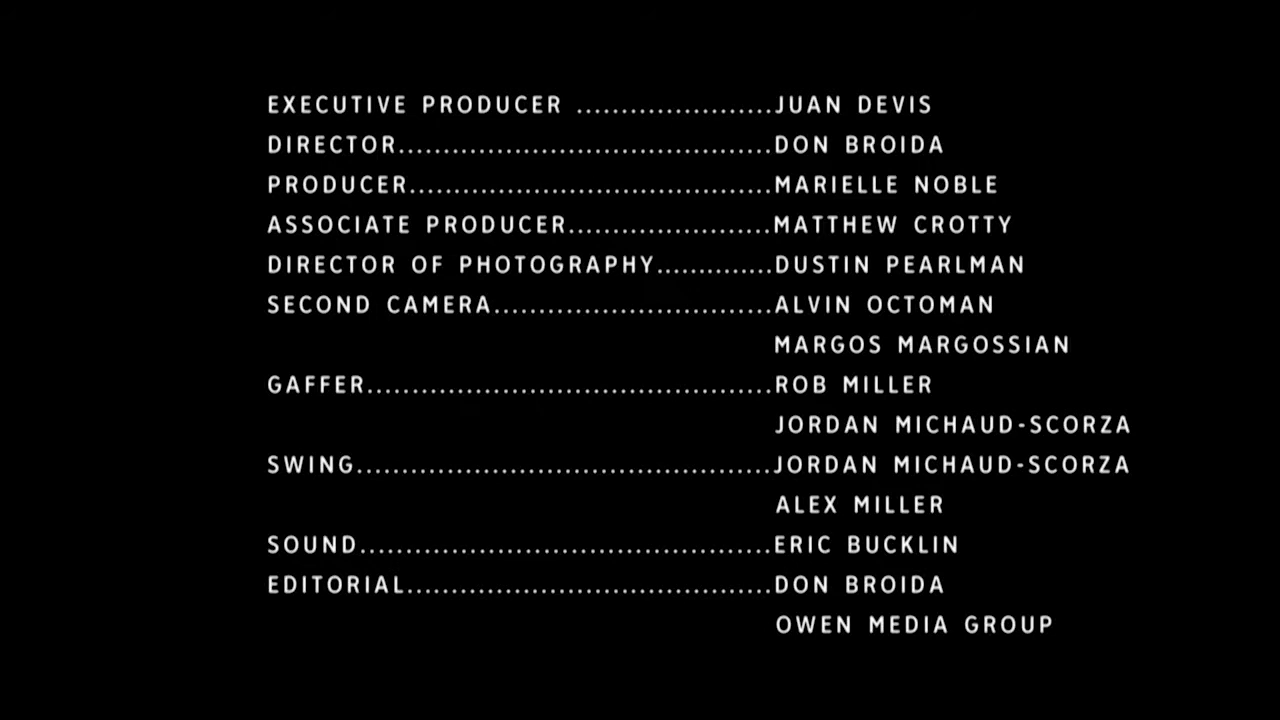 EXECUTIVE PRODUCER ......................JUAN DEVIS
DIRECTOR..........................................DON BROIDA
PRODUCER.........................................MARIELLE NOBLE
ASSOCIATE PRODUCER.......................MATTHEW CROTTY
DIRECTOR OF PHOTOGRAPHY.............DUSTIN PEARLMAN
SECOND CAMERA...............................ALVIN OCTOMAN
MARGOS MARGOSSIAN
GAFFER..............................................ROB MILLER
JORDAN MICHAUD-SCORZA
SWING...............................................JORDAN MICHAUD-SCORZA
ALEX MILLER
SOUND..............................................ERIC BUCKLIN
EDITORIAL.........................................DON BROIDA
OWEN MEDIA GROUP